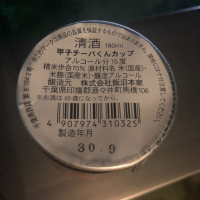 清酒 180ml
甲子チーバくんカップ
アルコール分15度
精米歩合70% 原材料名 米(国産)・
米麹(国産米)・醸造アルコール
製造者 株式会社飯沼本家
千葉県印旛郡酒々井町馬橋106
※お酒は20歳になってから。
4 907974 310325
製造年月
30.9